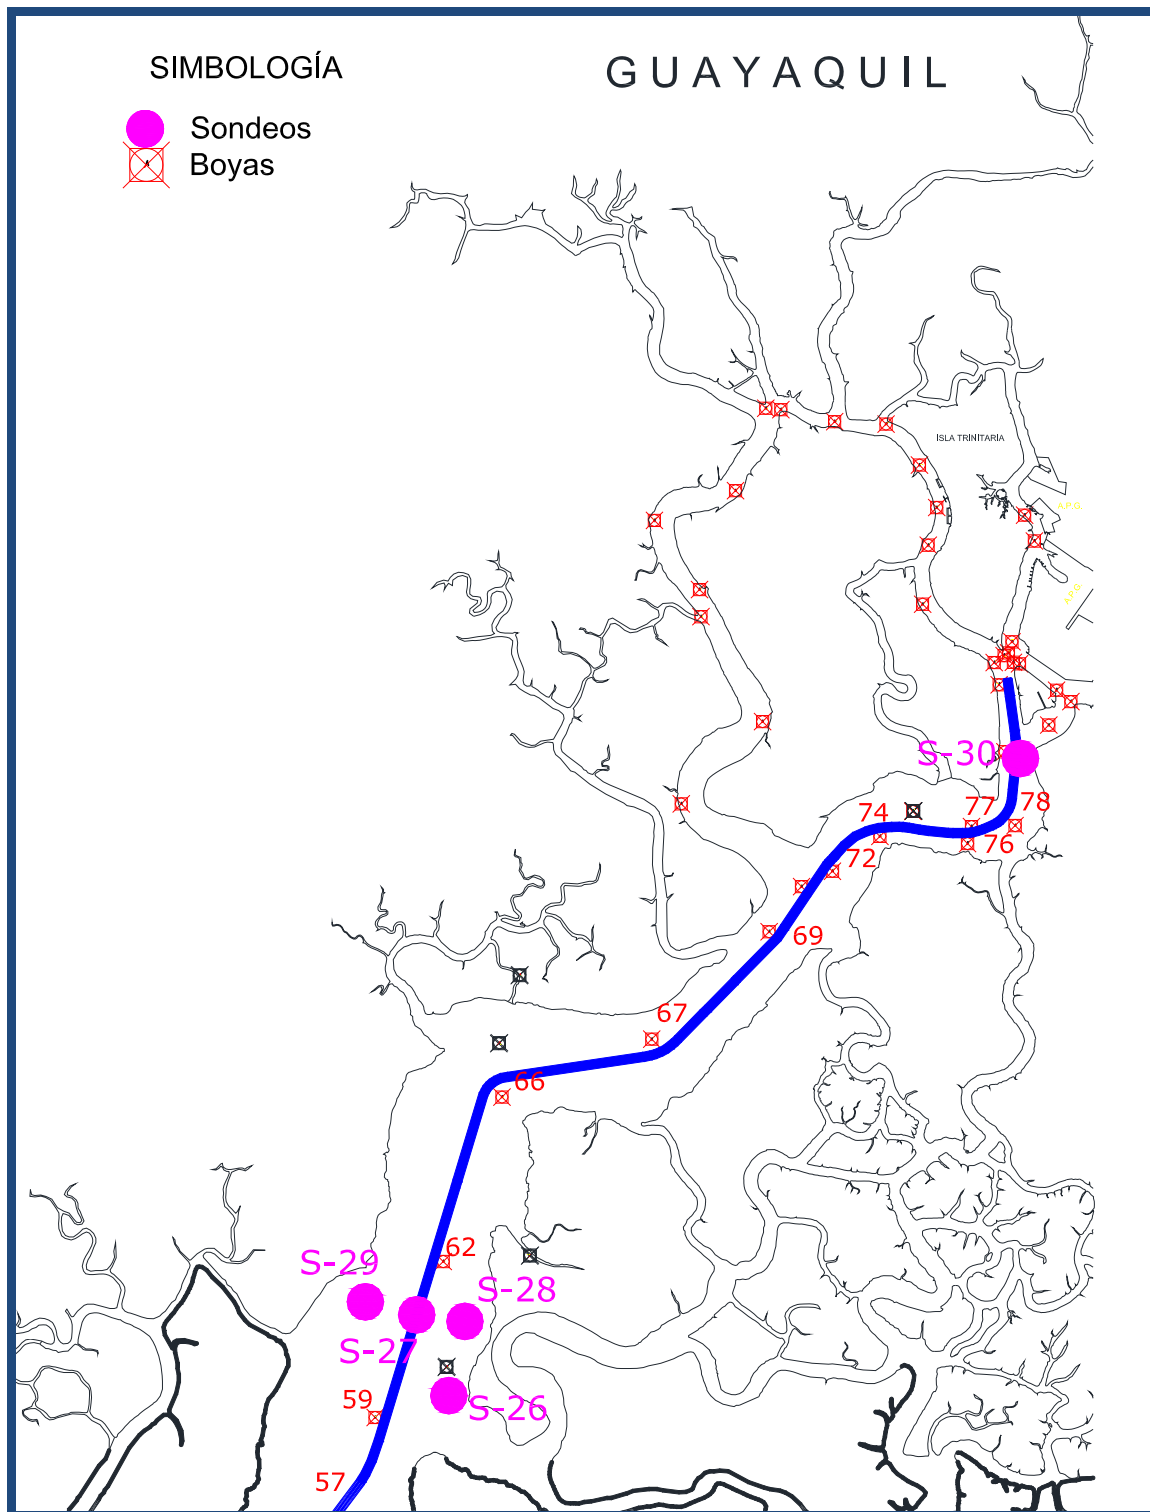 SIMBOLOGÍA
GUAYAQUIL
Sondeos
Boyas
ISLA TRINITARIA
A.P.G
A.P.G
S-30
78
77
74
76
72
69
67
66
62
S-29
S-28
S-27
59
S-26
57